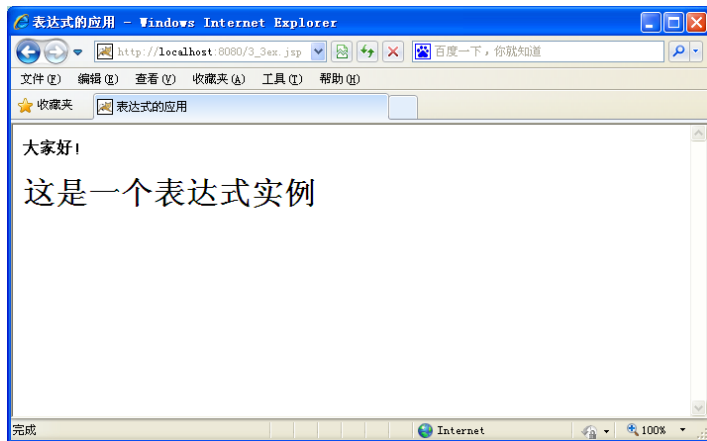 表达式的应用 - Windows Internet Explorer
http://localhost:8080/3_3ex.jsp 百度一下，你就知道
文件(F) 编辑(E) 查看(V) 收藏夹(A) 工具(T) 帮助(H)
收藏夹 表达式的应用
大家好!
这是一个表达式实例
完成 Internet 100%